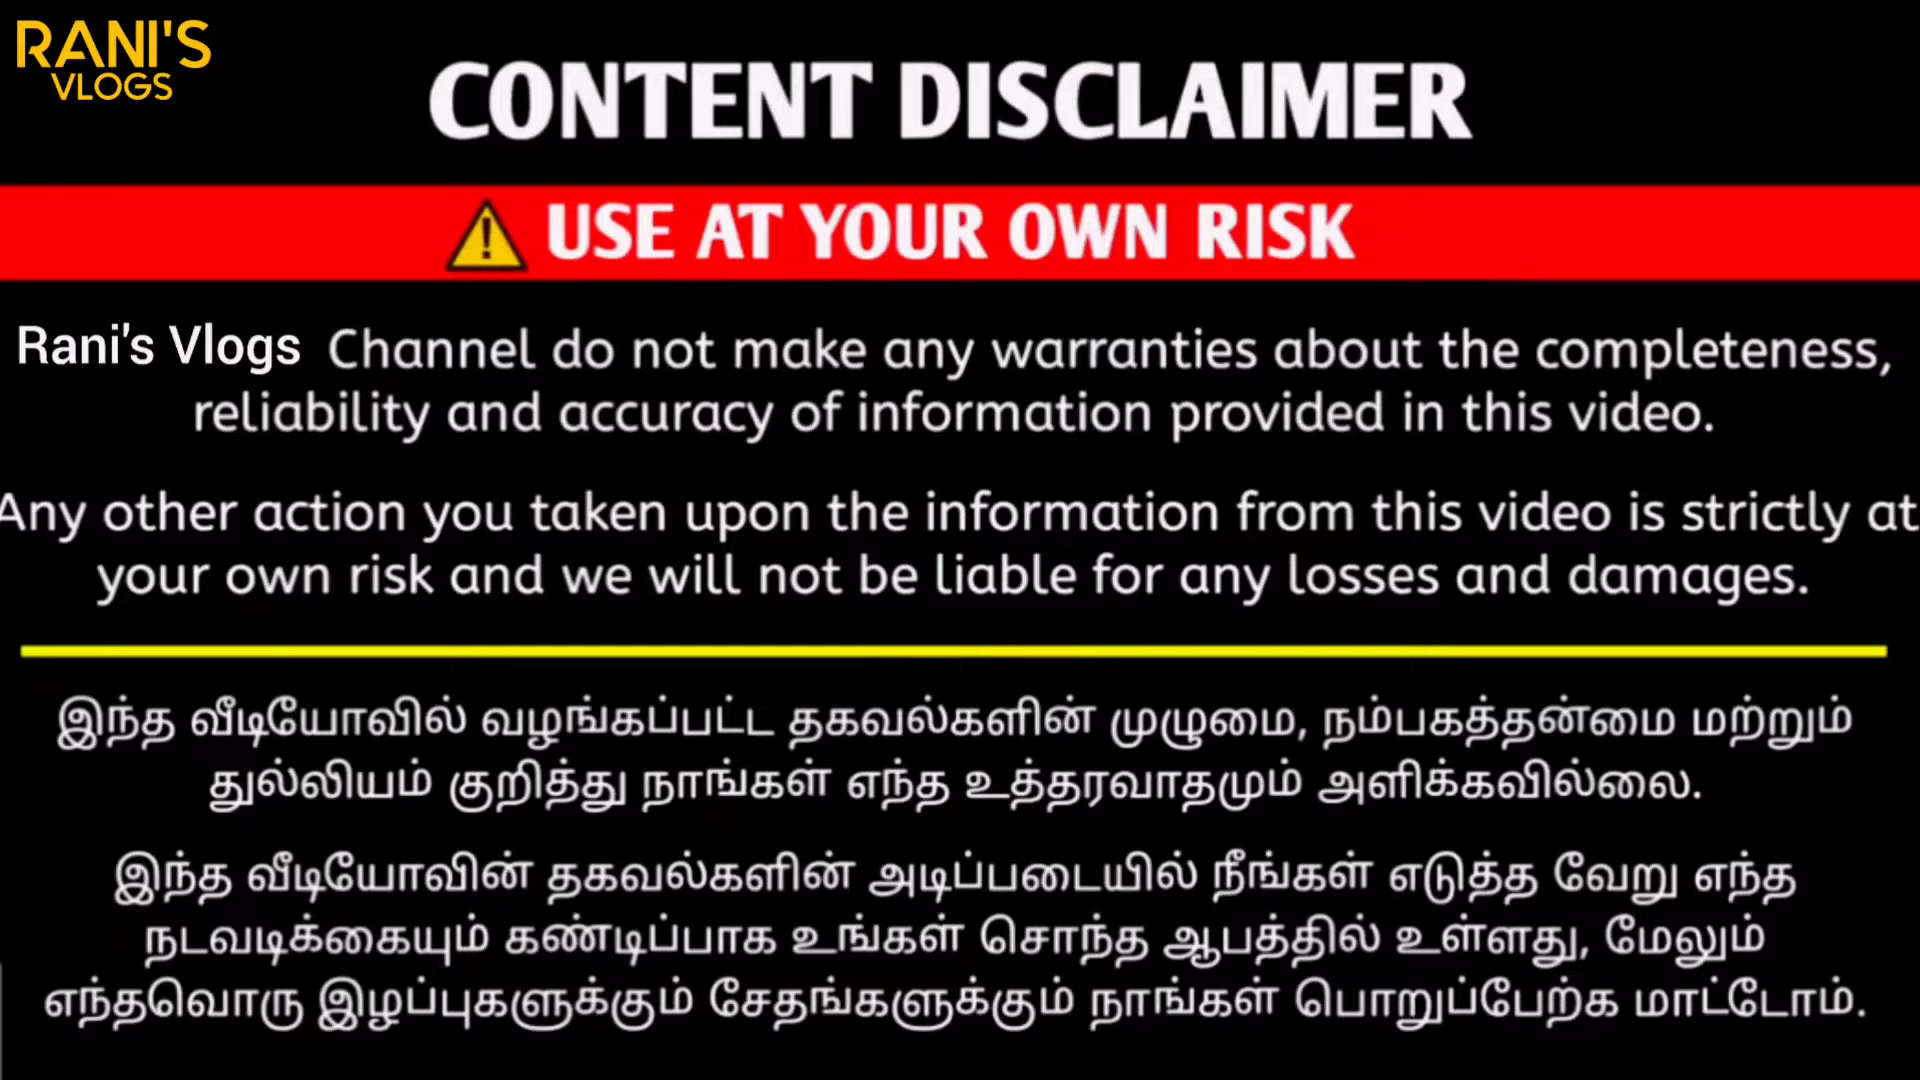 RANI'S
VLOGS
CONTENT DISCLAIMER
⚠ USE AT YOUR OWN RISK
Rani's Vlogs Channel do not make any warranties about the completeness,
reliability and accuracy of information provided in this video.
Any other action you taken upon the information from this video is strictly at
your own risk and we will not be liable for any losses and damages.
இந்த வீடியோவில் வழங்கப்பட்ட தகவல்களின் முழுமை, நம்பகத்தன்மை மற்றும்
துல்லியம் குறித்து நாங்கள் எந்த உத்தரவாதமும் அளிக்கவில்லை.
இந்த வீடியோவின் தகவல்களின் அடிப்படையில் நீங்கள் எடுத்த வேறு எந்த
நடவடிக்கையும் கண்டிப்பாக உங்கள் சொந்த ஆபத்தில் உள்ளது, மேலும்
எந்தவொரு இழப்புகளுக்கும் சேதங்களுக்கும் நாங்கள் பொறுப்பேற்க மாட்டோம்.